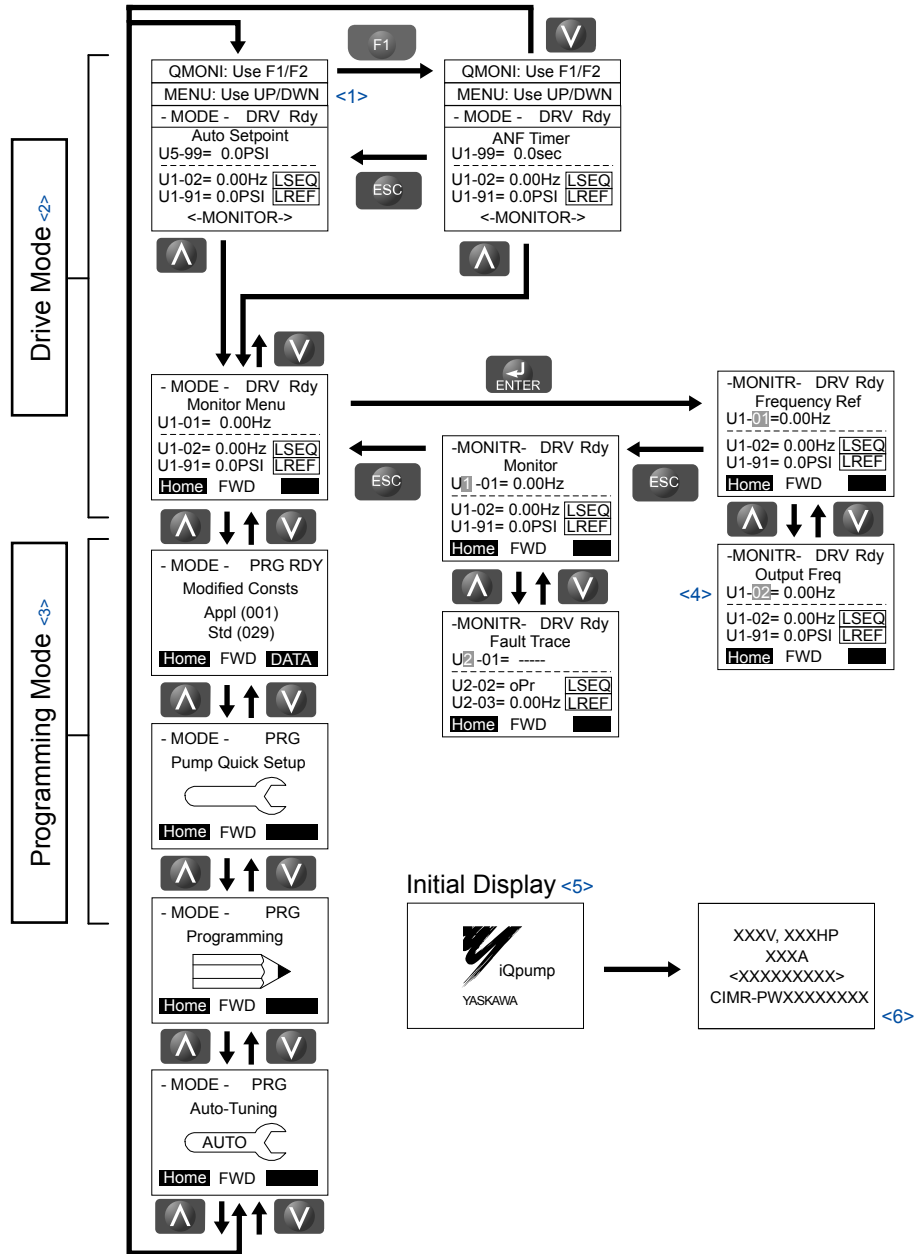 F1
QMONI: Use F1/F2
MENU: Use UP/DWN
- MODE - DRV Rdy
Auto Setpoint
U5-99= 0.0PSI
U1-02= 0.00Hz LSEQ
U1-91= 0.0PSI LREF
<-MONITOR->
<1>
QMONI: Use F1/F2
MENU: Use UP/DWN
- MODE - DRV Rdy
ANF Timer
U1-99= 0.0sec
U1-02= 0.00Hz LSEQ
U1-91= 0.0PSI LREF
<-MONITOR->
ESC
Drive Mode <2>
- MODE - DRV Rdy
Monitor Menu
U1-01= 0.00Hz
U1-02= 0.00Hz LSEQ
U1-91= 0.0PSI LREF
Home FWD
ENTER
ESC
-MONITR- DRV Rdy
Monitor
U1 -01= 0.00Hz
U1-02= 0.00Hz LSEQ
U1-91= 0.0PSI LREF
Home FWD
ESC
-MONITR- DRV Rdy
Frequency Ref
U1-01=0.00Hz
U1-02= 0.00Hz LSEQ
U1-91= 0.0PSI LREF
Home FWD
<4>
-MONITR- DRV Rdy
Output Freq
U1-02= 0.00Hz
U1-02= 0.00Hz LSEQ
U1-91= 0.0PSI LREF
Home FWD
-MONITR- DRV Rdy
Fault Trace
U2 -01= -----
U2-02= oPr LSEQ
U2-03= 0.00Hz LREF
Home FWD
Programming Mode <3>
- MODE - PRG RDY
Modified Consts
Appl (001)
Std (029)
Home FWD DATA
- MODE - PRG
Pump Quick Setup
Home FWD
- MODE - PRG
Programming
Home FWD
- MODE - PRG
Auto-Tuning
AUTO
Home FWD
Initial Display <5>
iQpump
YASKAWA
XXXV, XXXHP
XXXA
<XXXXXXXXX>
CIMR-PWXXXXXXXX
<6>